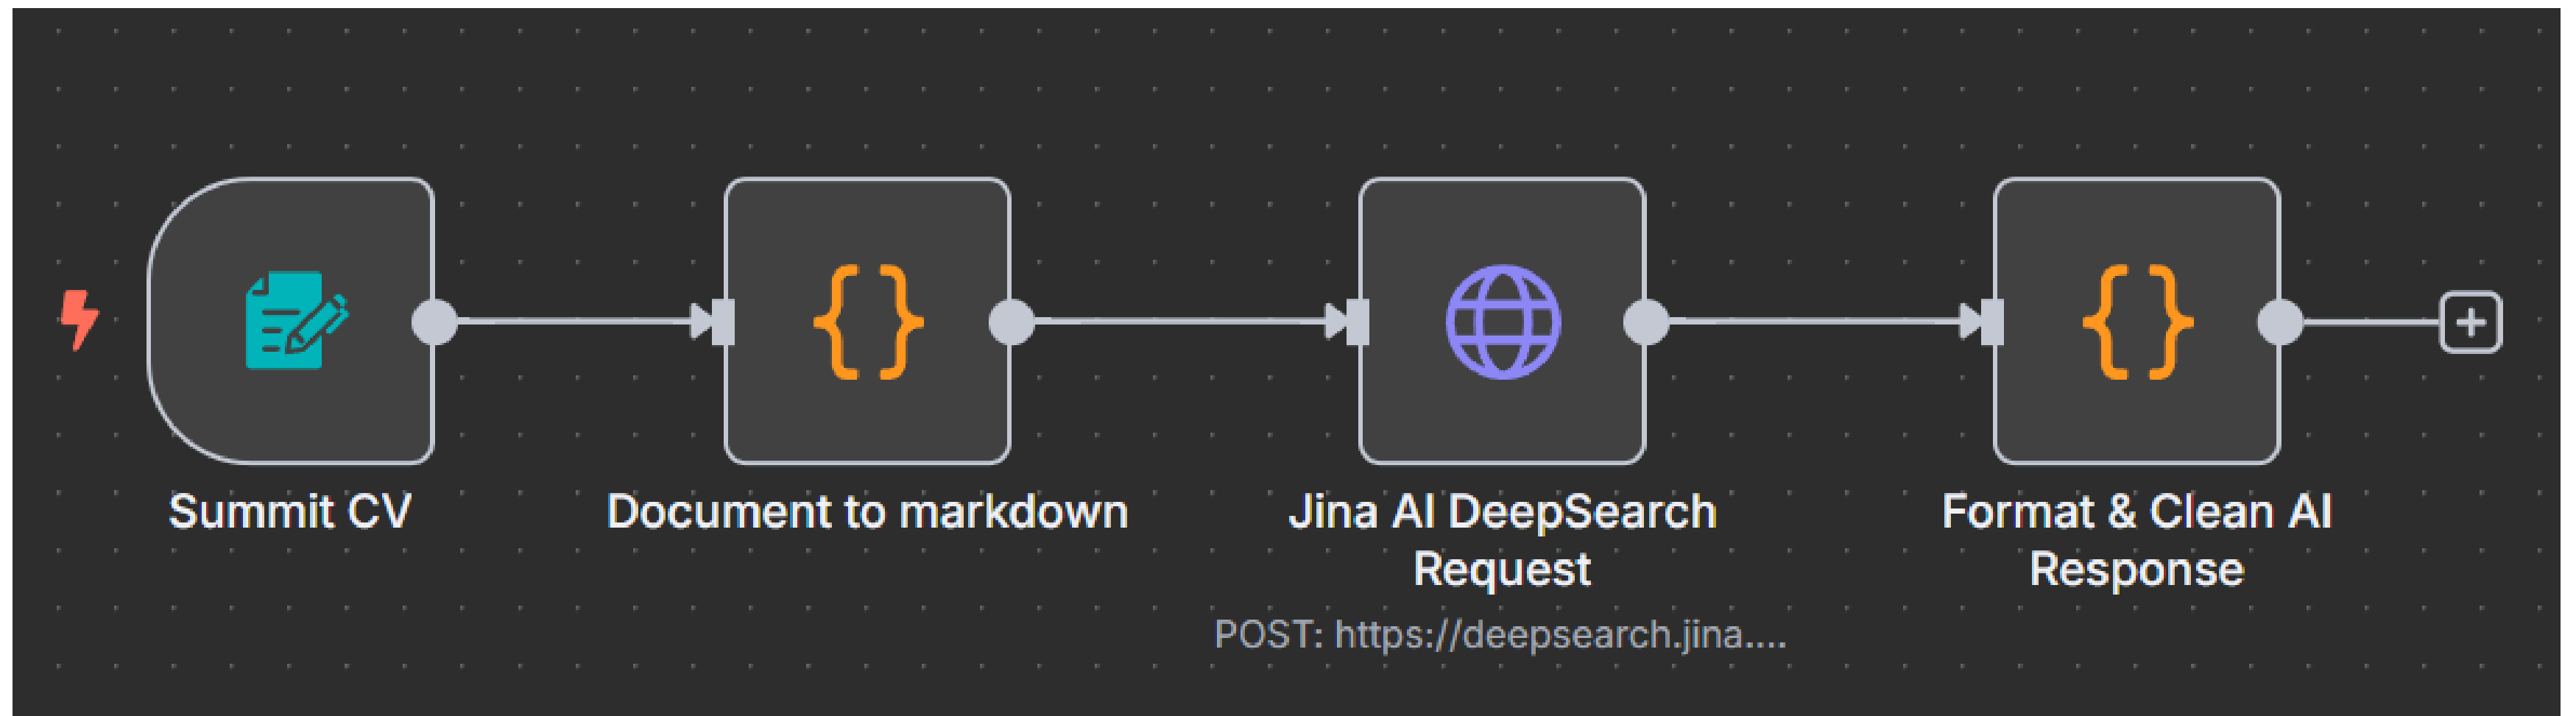 Summit CV
Document to markdown
Jina AI DeepSearch
Request
POST: https://deepsearch.jina....
Format & Clean AI
Response